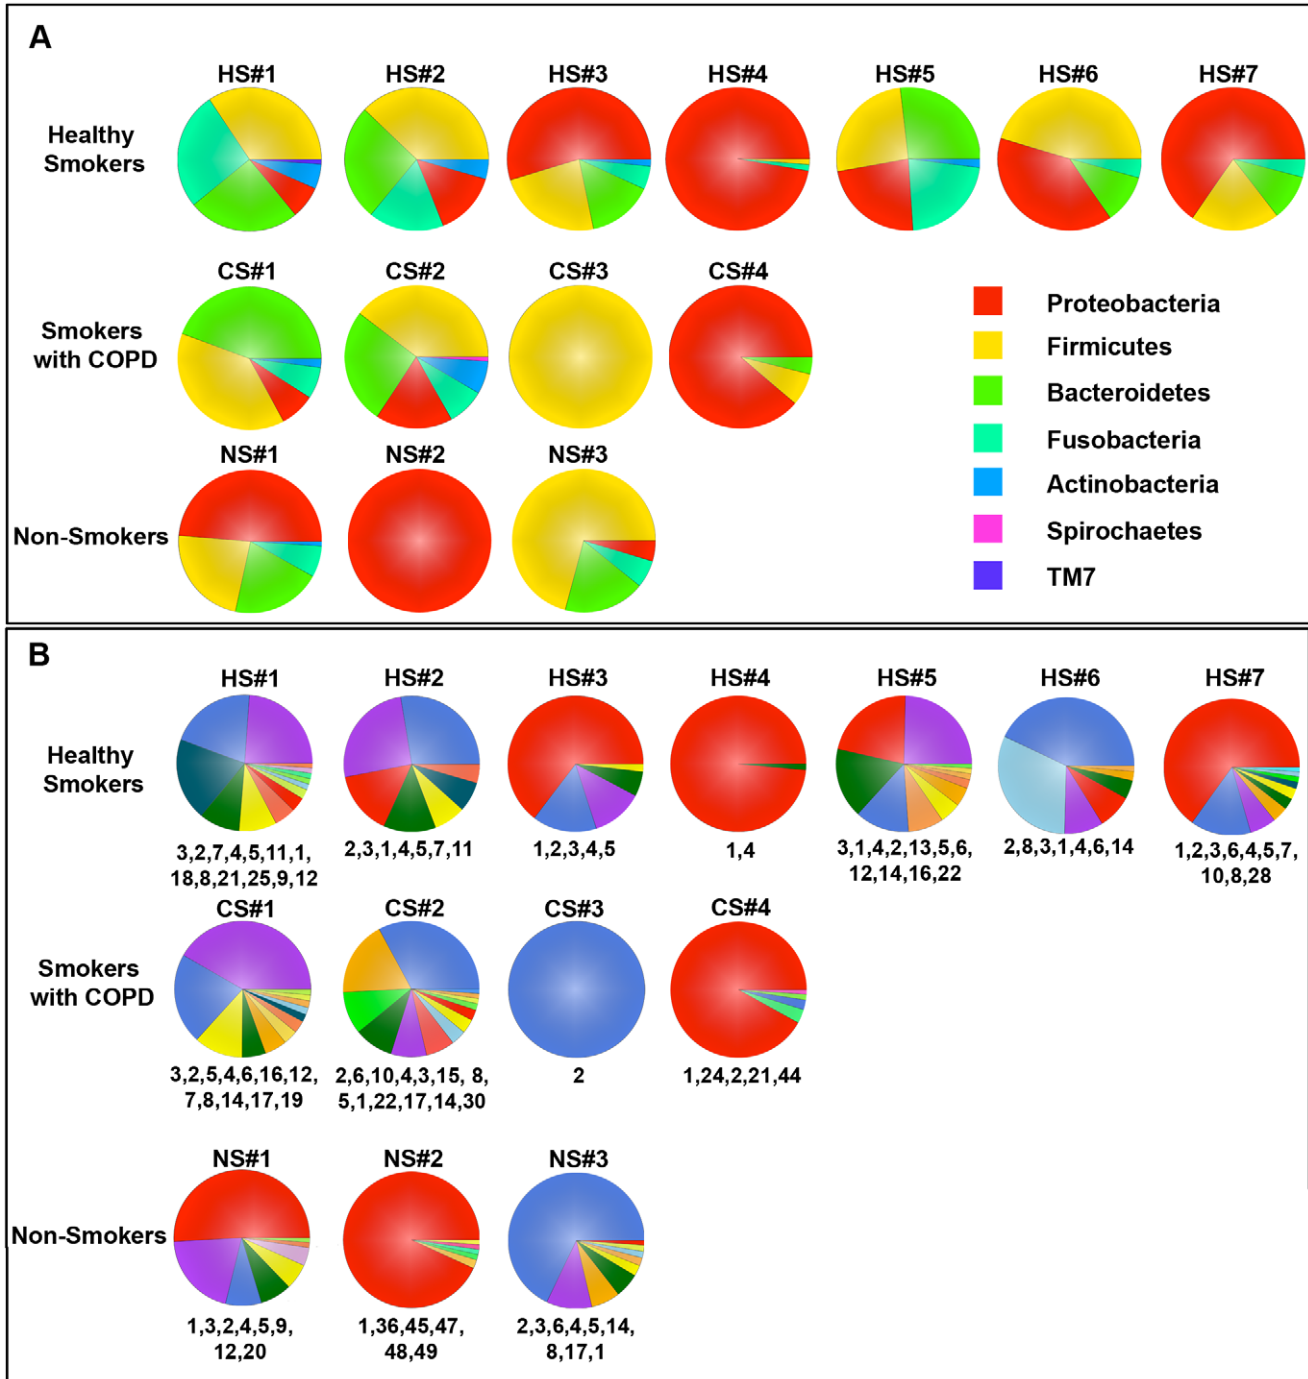 A
HS#1 HS#2 HS#3 HS#4 HS#5 HS#6 HS#7
Healthy
Smokers
CS#1 CS#2 CS#3 CS#4
Smokers
with COPD
Proteobacteria
Firmicutes
Bacteroidetes
Fusobacteria
Actinobacteria
Spirochaetes
TM7
NS#1 NS#2 NS#3
Non-Smokers
B
HS#1 HS#2 HS#3 HS#4 HS#5 HS#6 HS#7
Healthy
Smokers
3,2,7,4,5,11,1,
18,8,21,25,9,12
2,3,1,4,5,7,11
1,2,3,4,5
1,4
3,1,4,2,13,5,6,
12,14,16,22
2,8,3,1,4,6,14
1,2,3,6,4,5,7,
10,8,28
CS#1 CS#2 CS#3 CS#4
Smokers
with COPD
3,2,5,4,6,16,12,
7,8,14,17,19
2,6,10,4,3,15, 8,
5,1,22,17,14,30
2
1,24,2,21,44
NS#1 NS#2 NS#3
Non-Smokers
1,3,2,4,5,9,
12,20
1,36,45,47,
48,49
2,3,6,4,5,14,
8,17,1